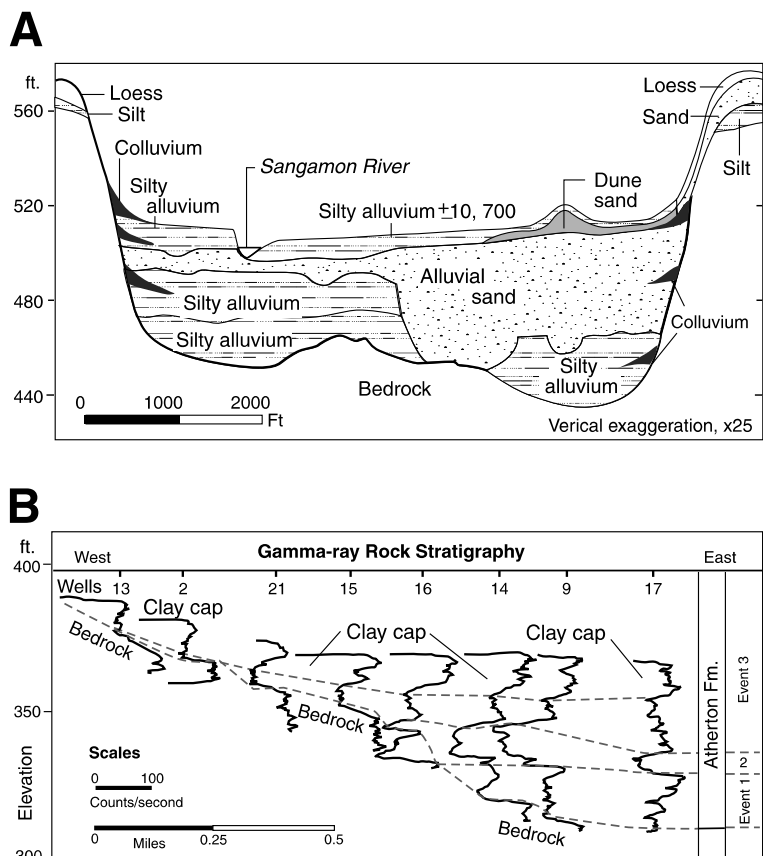 A
ft.
560
520
480
440
Loess
Silt
Colluvium
Silty
alluvium
Sangamon River
Silty alluvium ±10, 700
Dune
sand
Loess
Sand
Silt
Alluvial
sand
Silty alluvium
Silty alluvium
Colluvium
Silty
alluvium
Bedrock
0 1000 2000
Ft
Verical exaggeration, x25
B
ft.
400
350
300
Elevation
West
Gamma-ray Rock Stratigraphy
East
Wells 13 2 21 15 16 14 9 17
Clay cap
Clay cap
Clay cap
Bedrock
Bedrock
Bedrock
Scales
0 100
Counts/second
0 0.25 0.5
Miles
Atherton Fm.
Event 3
2
Event 1